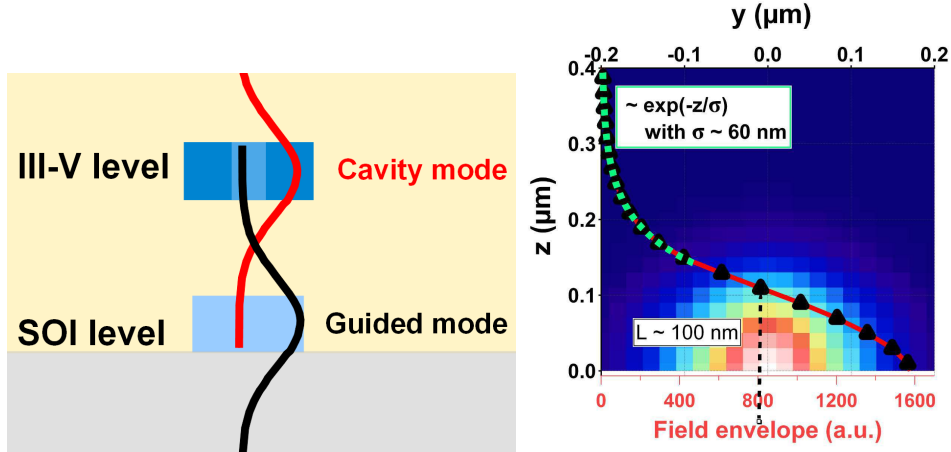 III-V level
Cavity mode
SOI level
Guided mode
y (µm)
-0.2 -0.1 0.0 0.1 0.2
0.4
0.3
0.2
0.1
0.0
z (µm)
~ exp(-z/σ)
with σ ~ 60 nm
L ~ 100 nm
0 400 800 1200 1600
Field envelope (a.u.)